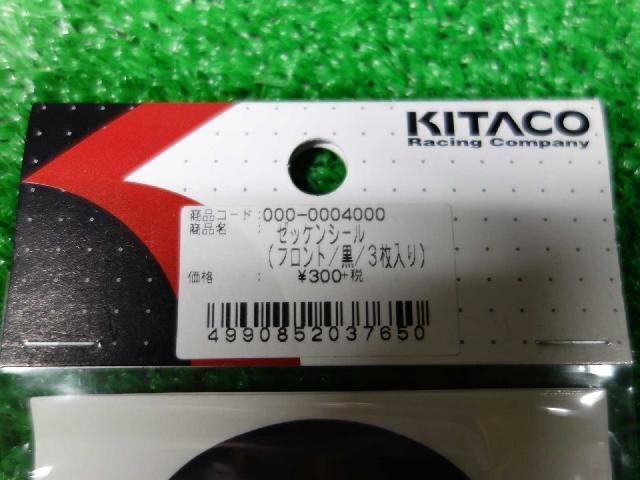 KITACO
Racing Company
商品コード:000-0004000
商品名 : ゼッケンシール
(フロント/黒/3枚入り)
価格 : ¥300+税
4990852037650